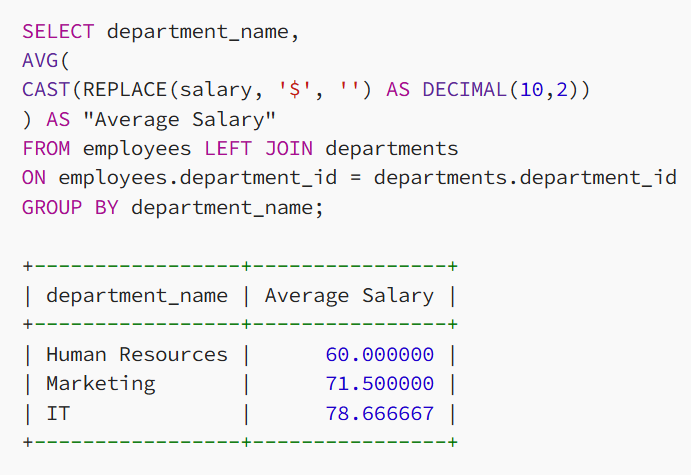 SELECT department_name,
AVG(
CAST(REPLACE(salary, '$', '') AS DECIMAL(10,2))
) AS "Average Salary"
FROM employees LEFT JOIN departments
ON employees.department_id = departments.department_id
GROUP BY department_name;

+-----------------+----------------+
| department_name | Average Salary |
+-----------------+----------------+
| Human Resources |      60.000000 |
| Marketing       |      71.500000 |
| IT              |      78.666667 |
+-----------------+----------------+